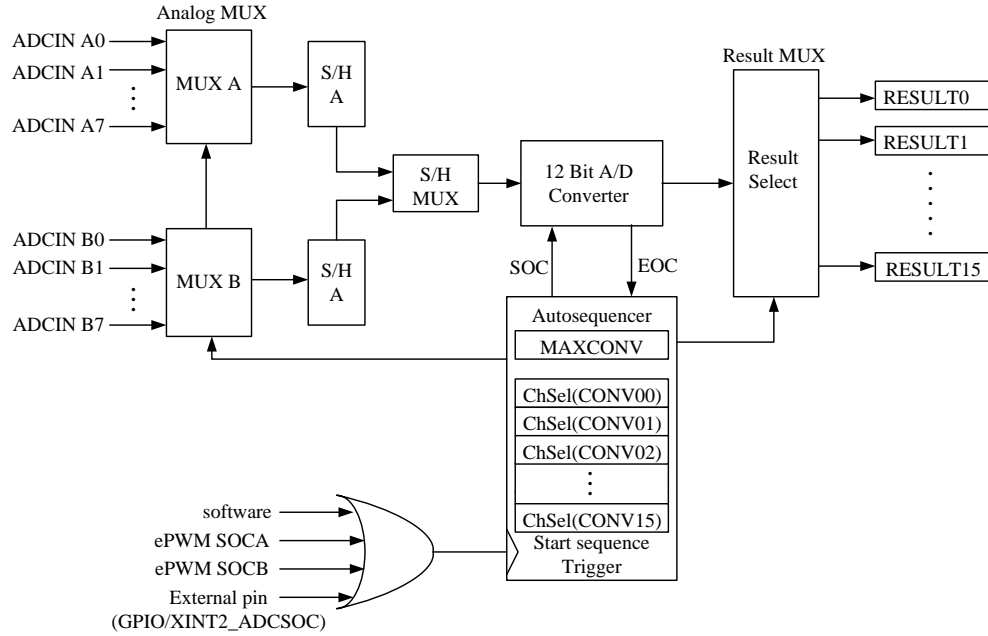 Analog MUX
ADCIN A0
ADCIN A1
ADCIN A7
MUX A
S/H
A
ADCIN B0
ADCIN B1
ADCIN B7
MUX B
S/H
A
S/H
MUX
12 Bit A/D
Converter
SOC
EOC
Result MUX
Result
Select
RESULT0
RESULT1
RESULT15
Autosequencer
MAXCONV
ChSel(CONV00)
ChSel(CONV01)
ChSel(CONV02)
ChSel(CONV15)
Start sequence
Trigger
software
ePWM SOCA
ePWM SOCB
External pin
(GPIO/XINT2_ADCSOC)